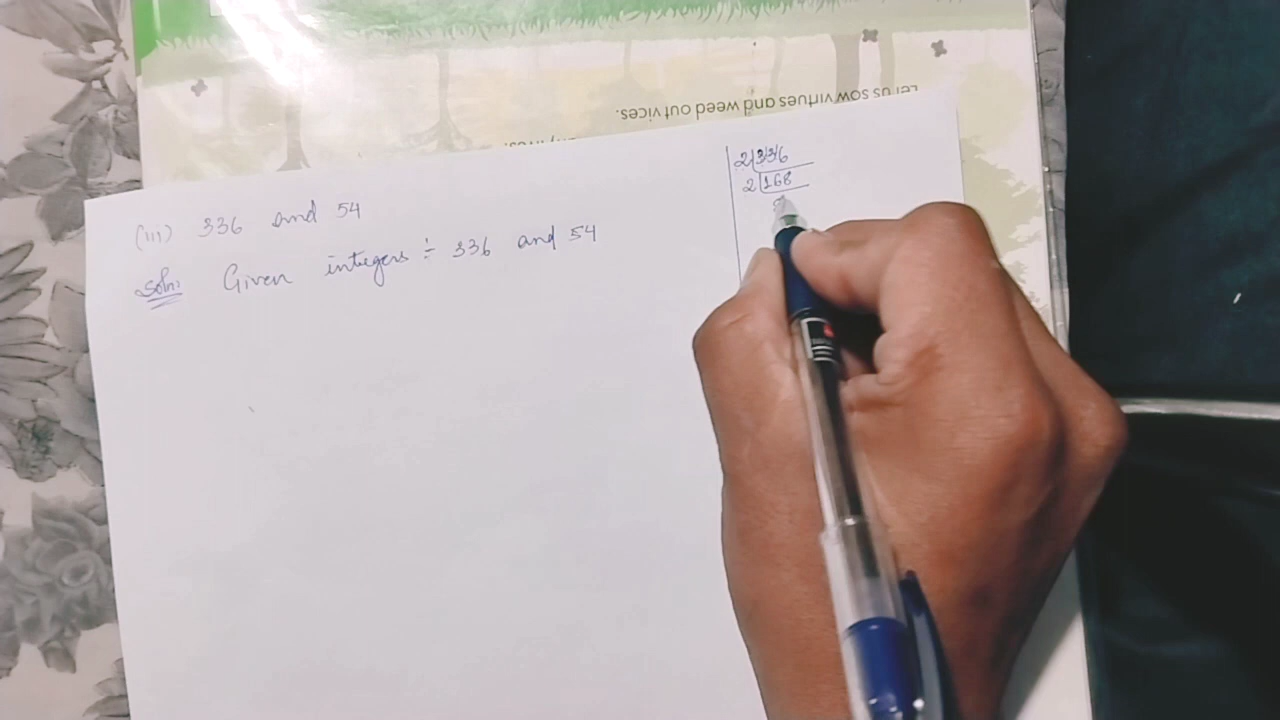 Let us sow virtues and weed out vices.
(iii) 336 and 54
Soln: Given integers ÷ 336 and 54
2|336
2|168
8